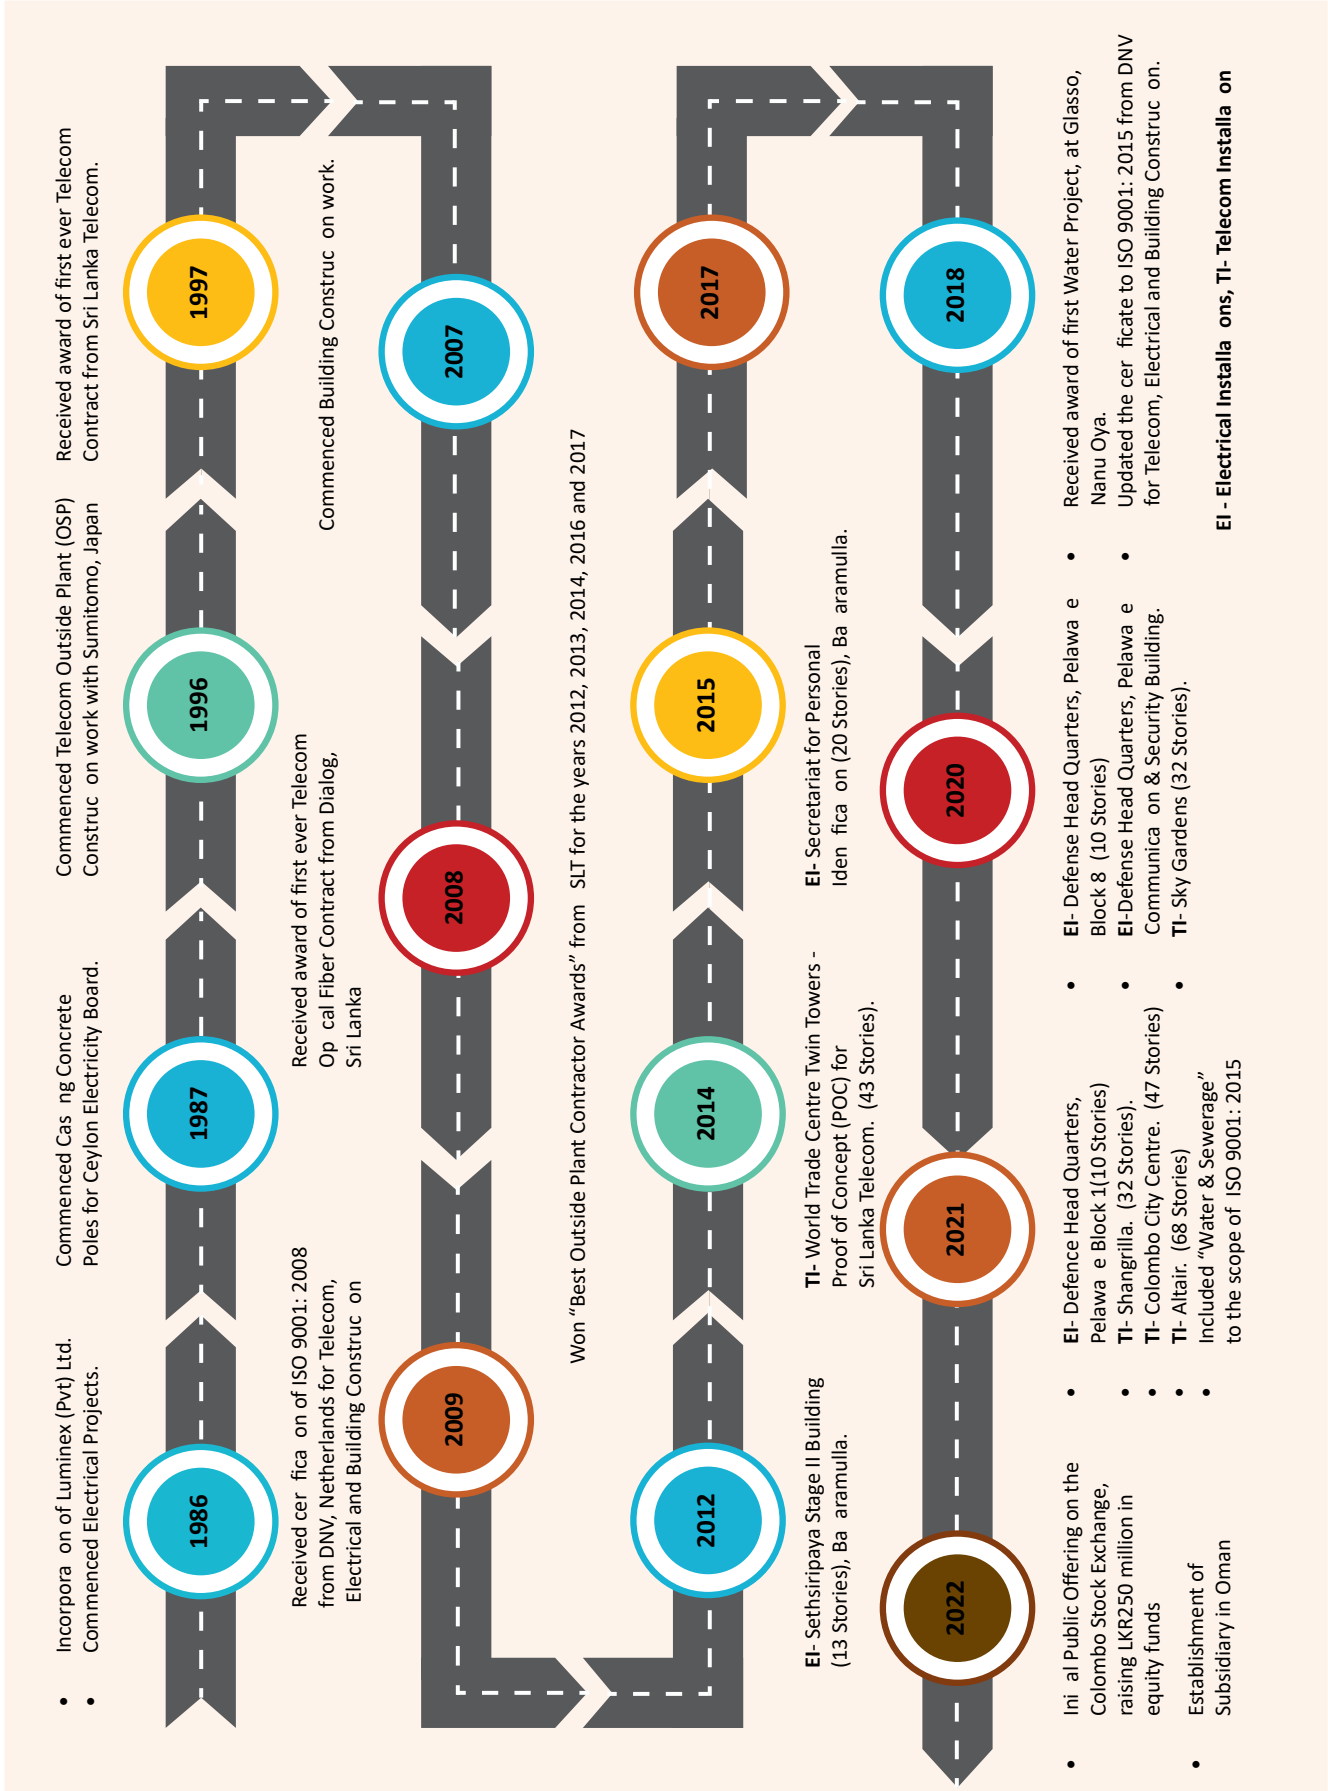 • Incorpora on of Luminex (Pvt) Ltd.
• Commenced Electrical Projects.
Commenced Cas ng Concrete
Poles for Ceylon Electricity Board.
Commenced Telecom Outside Plant (OSP)
Construc on work with Sumitomo, Japan
Received award of first ever Telecom
Contract from Sri Lanka Telecom.
1986
1987
1996
1997
Received cer fica on of ISO 9001: 2008
from DNV, Netherlands for Telecom,
Electrical and Building Construc on
Received award of first ever Telecom
Op cal Fiber Contract from Dialog,
Sri Lanka
Commenced Building Construc on work.
2009
2008
2007
Won “Best Outside Plant Contractor Awards” from SLT for the years 2012, 2013, 2014, 2016 and 2017
2012
2014
2015
2017
EI- Sethsiripaya Stage II Building
(13 Stories), Ba aramulla.
TI- World Trade Centre Twin Towers -
Proof of Concept (POC) for
Sri Lanka Telecom. (43 Stories).
EI- Secretariat for Personal
Iden fica on (20 Stories), Ba aramulla.
2022
2021
2020
2018
• Ini al Public Offering on the
Colombo Stock Exchange,
raising LKR250 million in
equity funds
• Establishment of
Subsidiary in Oman
• EI- Defence Head Quarters,
Pelawa e Block 1(10 Stories)
• TI- Shangrilla. (32 Stories).
• TI- Colombo City Centre. (47 Stories)
• TI- Altair. (68 Stories)
• Included “Water & Sewerage”
to the scope of ISO 9001: 2015
• EI- Defense Head Quarters, Pelawa e
Block 8 (10 Stories)
• EI-Defense Head Quarters, Pelawa e
Communica on & Security Building.
• TI- Sky Gardens (32 Stories).
• Received award of first Water Project, at Glasso,
Nanu Oya.
• Updated the cer ficate to ISO 9001: 2015 from DNV
for Telecom, Electrical and Building Construc on.
EI - Electrical Installa ons, TI- Telecom Installa on